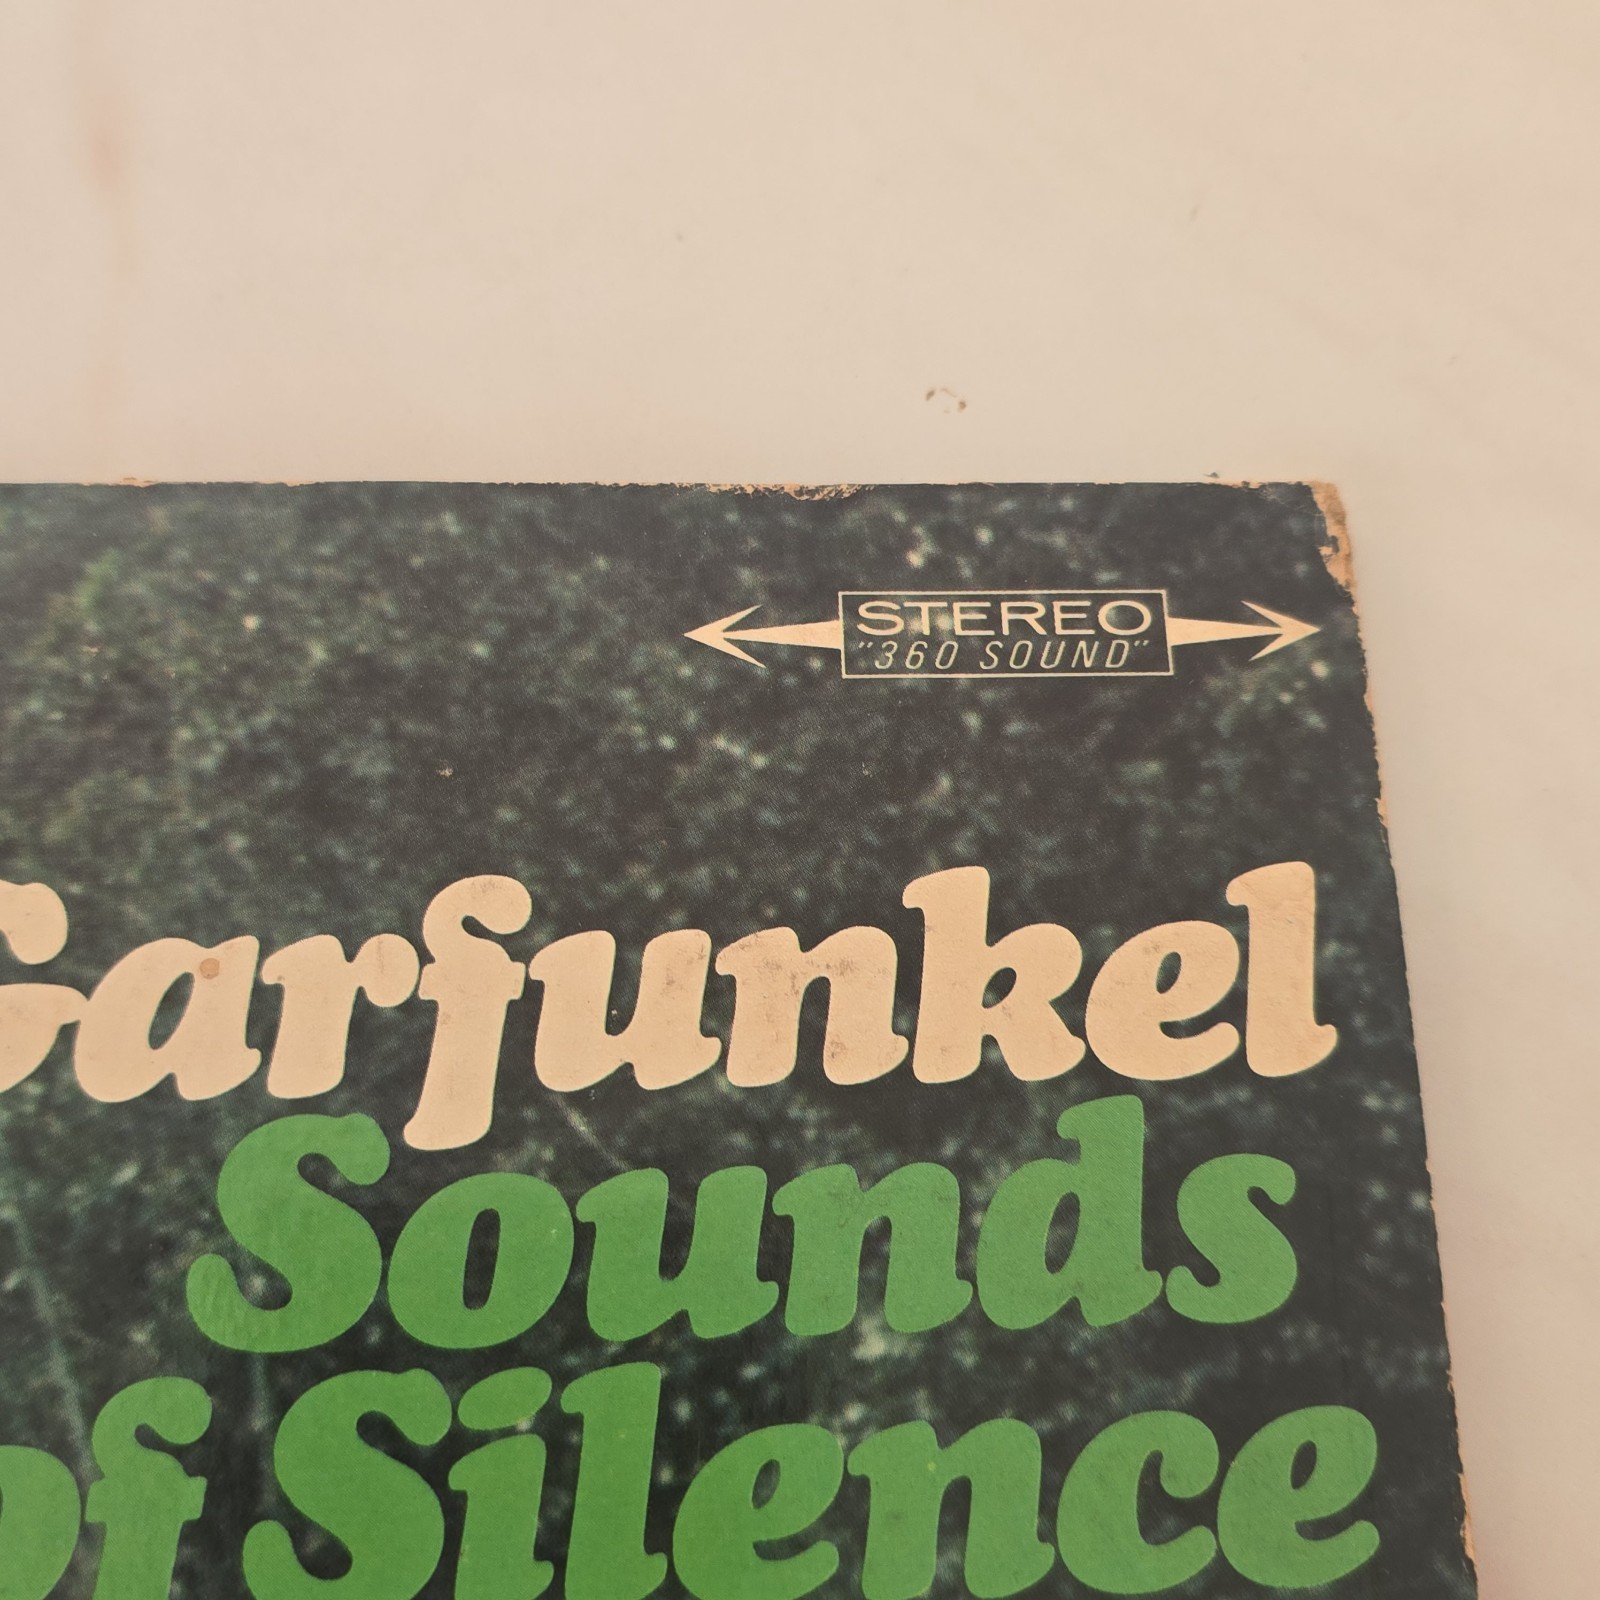 STEREO
"360 SOUND"
Garfunkel
Sounds
of Silence